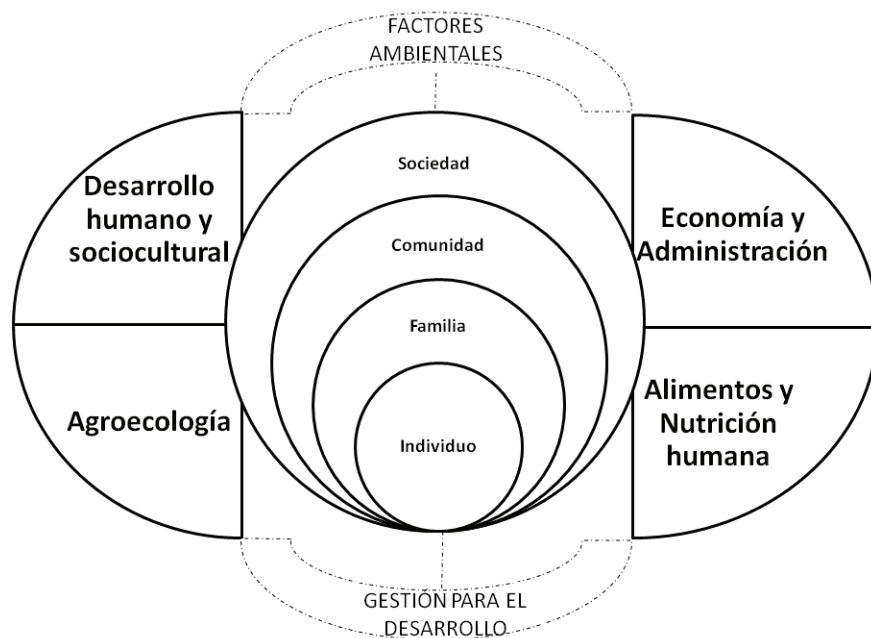 FACTORES
AMBIENTALES
Desarrollo
humano y
sociocultural
Sociedad
Comunidad
Familia
Individuo
Economía y
Administración
Agroecología
Alimentos y
Nutrición
humana
GESTIÓN PARA EL
DESARROLLO